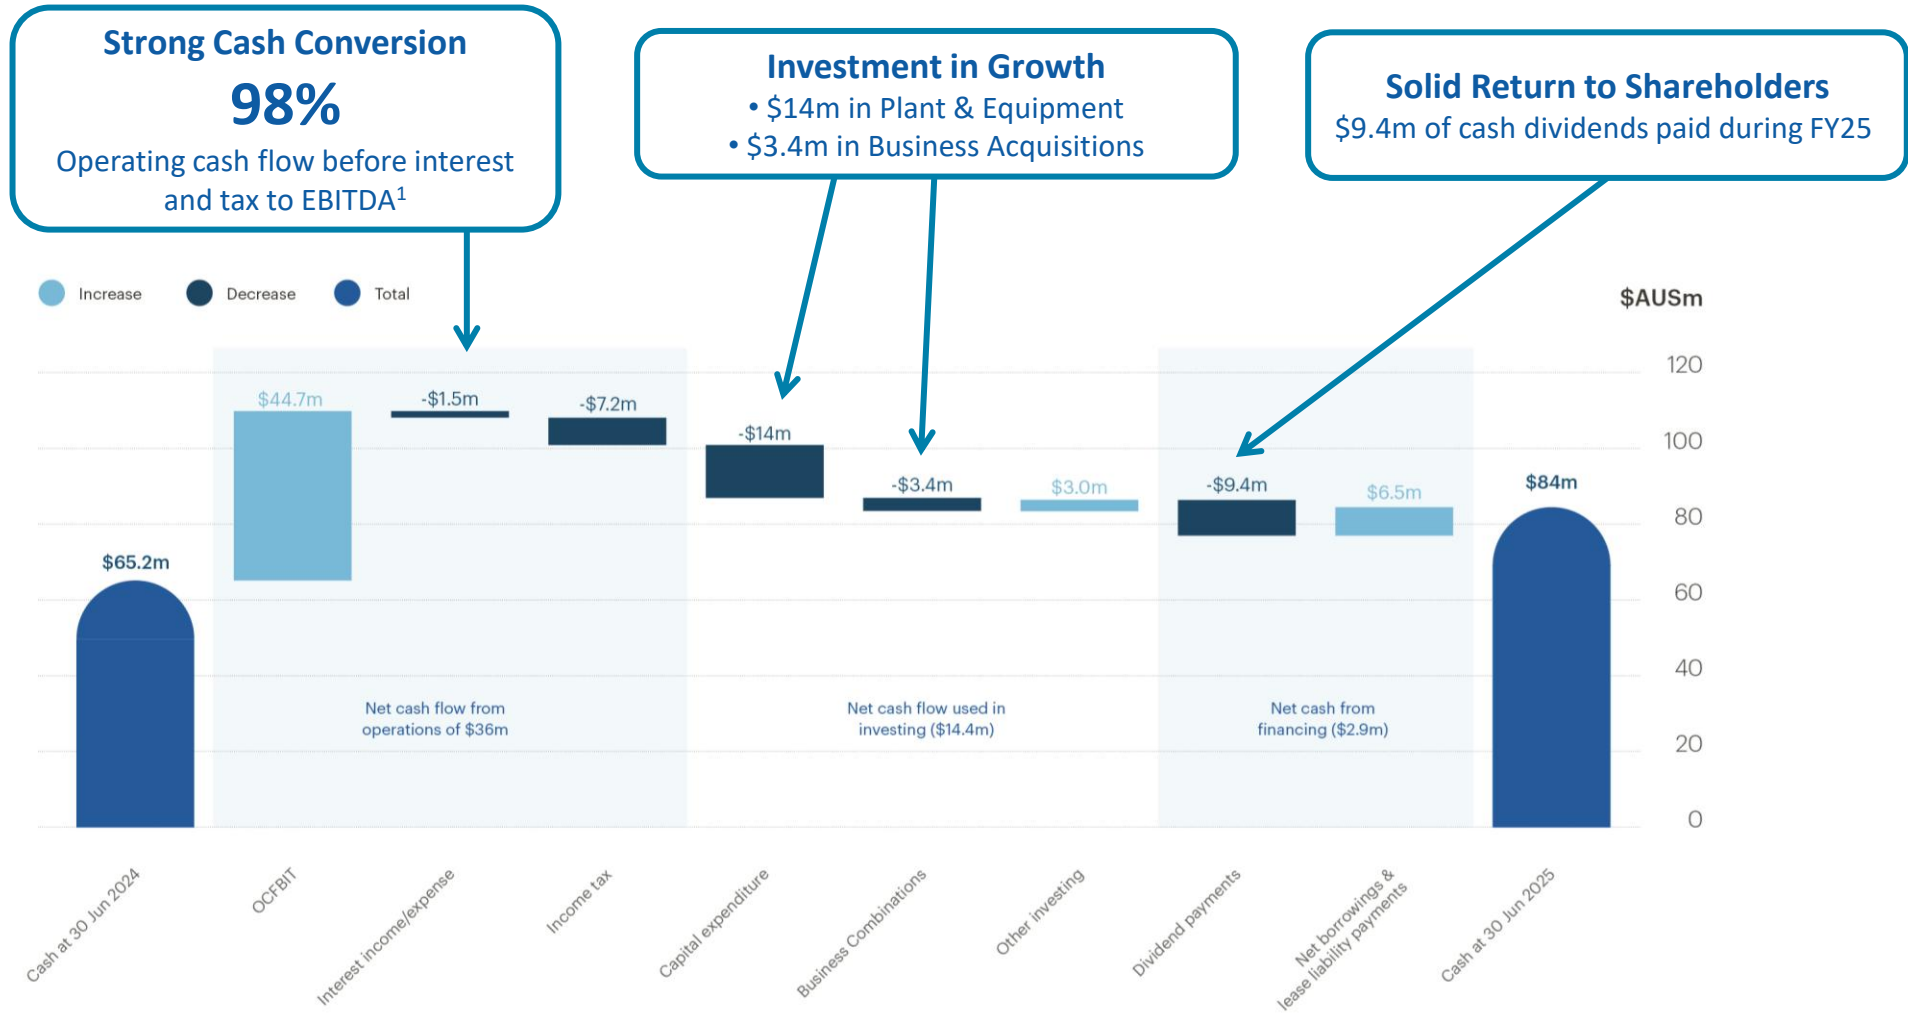 Strong Cash Conversion
98%
Operating cash flow before interest
and tax to EBITDA¹
Investment in Growth
• $14m in Plant & Equipment
• $3.4m in Business Acquisitions
Solid Return to Shareholders
$9.4m of cash dividends paid during FY25
Increase
Decrease
Total
$AUSm
120
100
80
60
40
20
0
$65.2m
$44.7m
-$1.5m
-$7.2m
-$14m
-$3.4m
$3.0m
-$9.4m
$6.5m
$84m
Net cash flow from
operations of $36m
Net cash flow used in
investing ($14.4m)
Net cash from
financing ($2.9m)
Cash at 30 Jun 2024
OCFBIT
Interest income/expense
Income tax
Capital expenditure
Business Combinations
Other investing
Dividend payments
Net borrowings &
lease liability payments
Cash at 30 Jun 2025